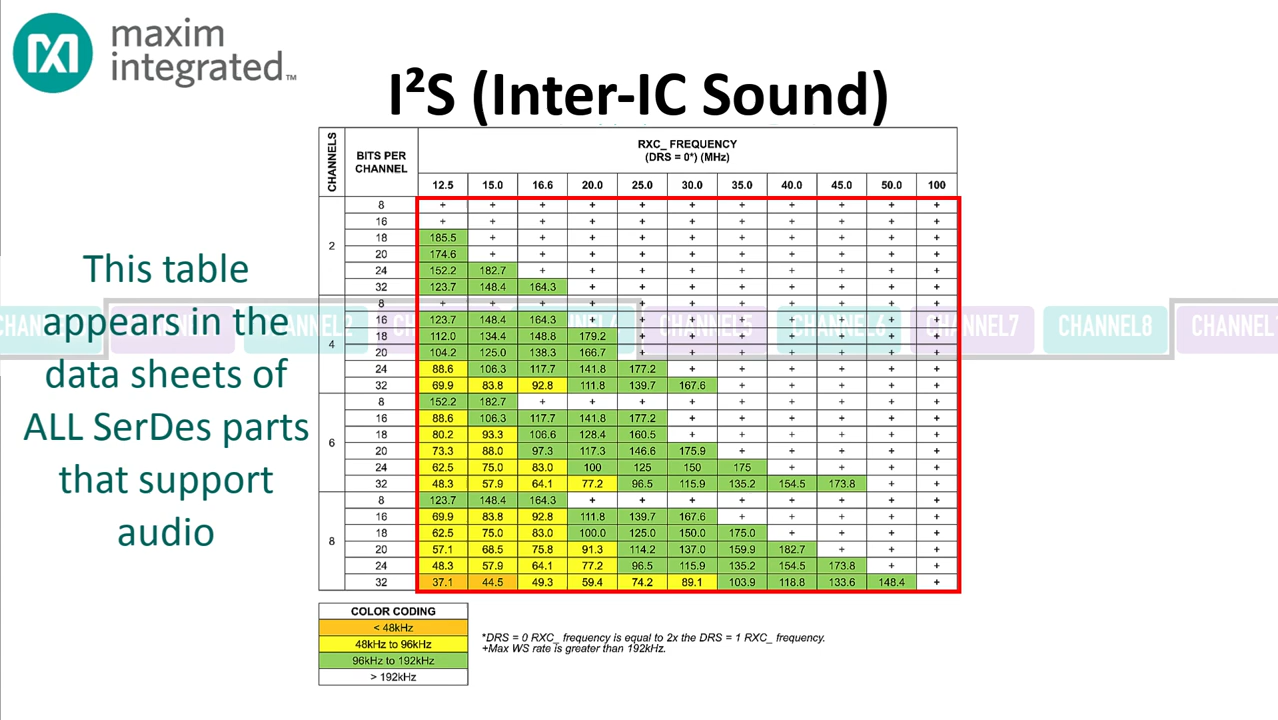 maxim
integrated™
I²S (Inter-IC Sound)
This table
appears in the
data sheets of
ALL SerDes parts
that support
audio
CHANNELS BITS PER CHANNEL RXC_ FREQUENCY
(DRS = 0*) (MHz)
12.5 15.0 16.6 20.0 25.0 30.0 35.0 40.0 45.0 50.0 100
2
8 + + + + + + + + + + +
16 + + + + + + + + + + +
18 185.5 + + + + + + + + + +
20 174.6 + + + + + + + + + +
24 152.2 182.7 + + + + + + + + +
32 123.7 148.4 164.3 + + + + + + + +
4
8 + + + + + + + + + + +
16 123.7 148.4 164.3 + + + + + + + +
18 112.0 134.4 148.8 179.2 + + + + + + +
20 104.2 125.0 138.3 166.7 + + + + + + +
24 88.6 106.3 117.7 141.8 177.2 + + + + + +
32 69.9 83.8 92.8 111.8 139.7 167.6 + + + + +
6
8 152.2 182.7 + + + + + + + + +
16 88.6 106.3 117.7 141.8 177.2 + + + + + +
18 80.2 93.3 106.6 128.4 160.5 + + + + + +
20 73.3 88.0 97.3 117.3 146.6 175.9 + + + + +
24 62.5 75.0 83.0 100 125 150 175 + + + +
32 48.3 57.9 64.1 77.2 96.5 115.9 135.2 154.5 173.8 + +
8
8 123.7 148.4 164.3 + + + + + + + +
16 69.9 83.8 92.8 111.8 139.7 167.6 + + + + +
18 62.5 75.0 83.0 100.0 125.0 150.0 175.0 + + + +
20 57.1 68.5 75.8 91.3 114.2 137.0 159.9 182.7 + + +
24 48.3 57.9 64.1 77.2 96.5 115.9 135.2 154.5 173.8 + +
32 37.1 44.5 49.3 59.4 74.2 89.1 103.9 118.8 133.6 148.4 +
CHANNEL5 CHANNEL6 CHANNEL7 CHANNEL8 CHANNEL
COLOR CODING
< 48kHz
48kHz to 96kHz
96kHz to 192kHz
> 192kHz
*DRS = 0 RXC_ frequency is equal to 2x the DRS = 1 RXC_ frequency.
+Max WS rate is greater than 192kHz.